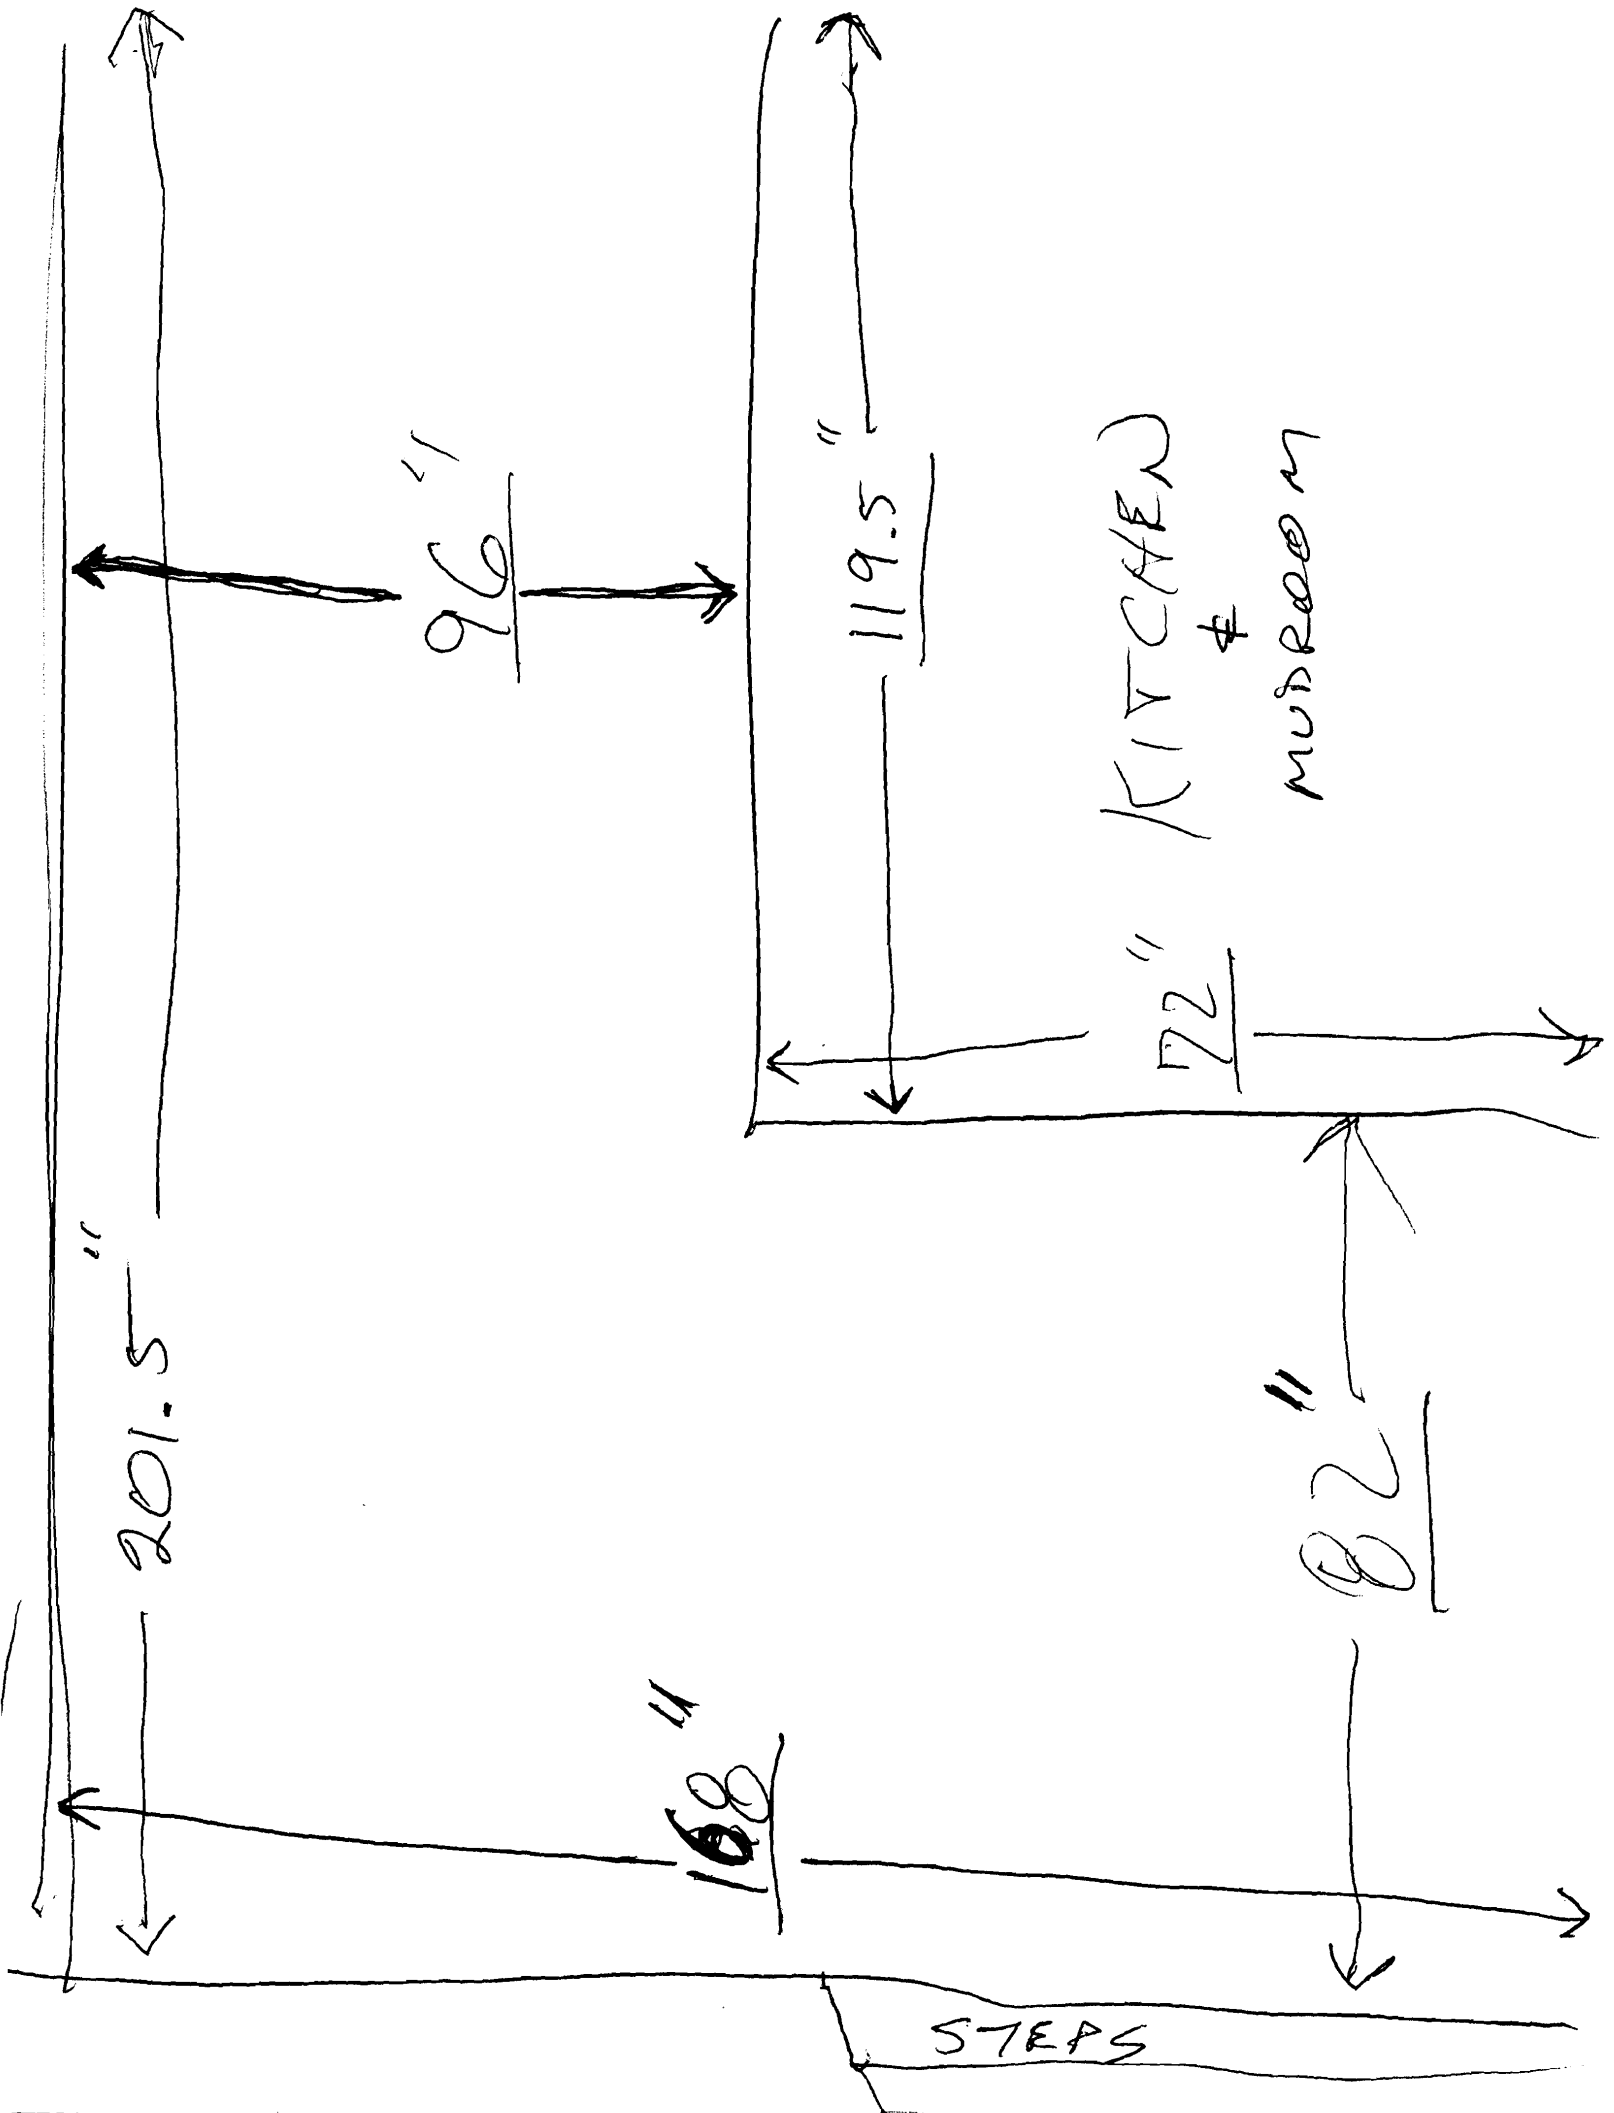 201.5"
96"
119.5"
KITCHEN
&
MUDROOM
72"
168"
82"
STEPS